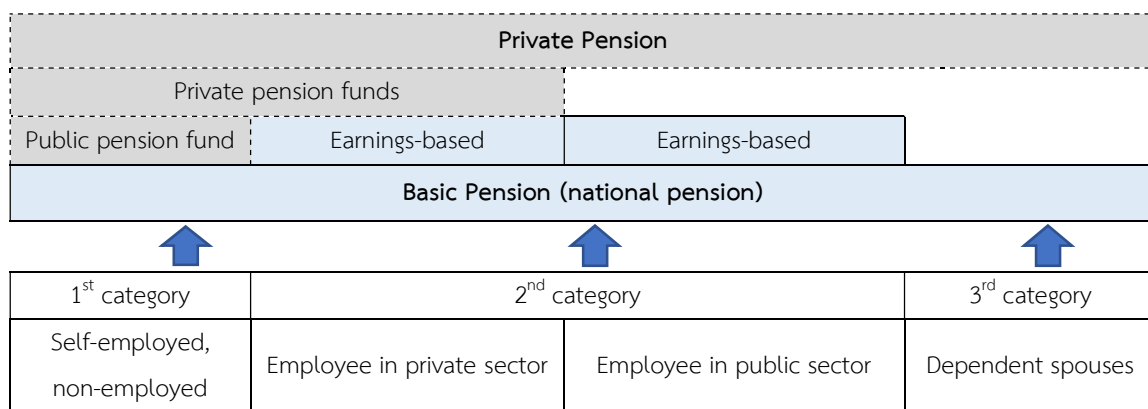 Private Pension
Private pension funds
Public pension fund
Earnings-based
Earnings-based
Basic Pension (national pension)
1st category
2nd category
3rd category
Self-employed,
non-employed
Employee in private sector
Employee in public sector
Dependent spouses